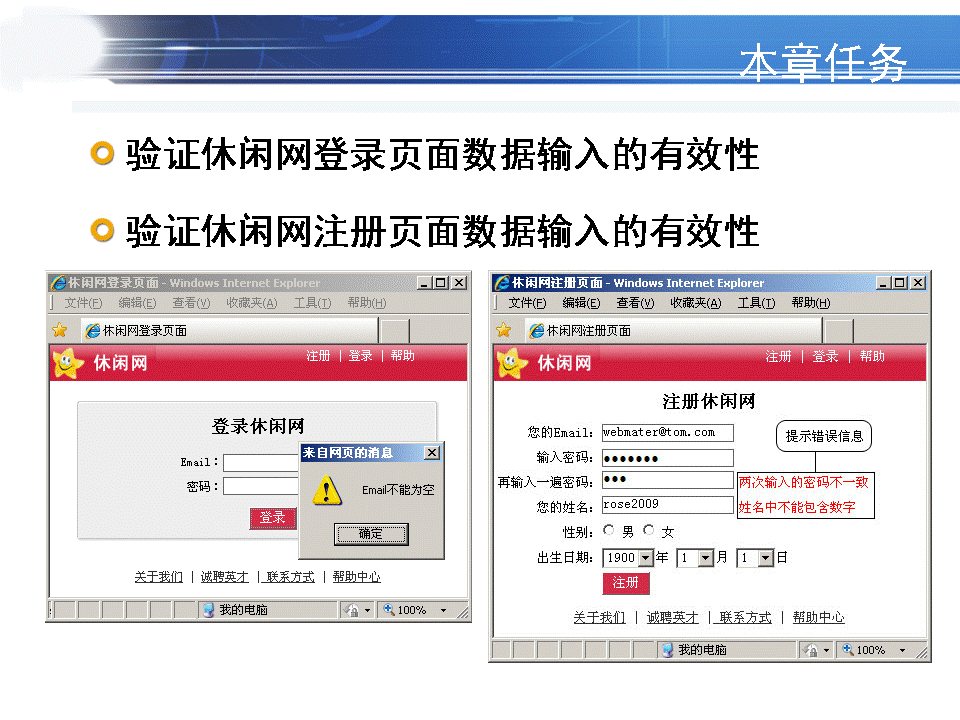 本章任务
验证休闲网登录页面数据输入的有效性
验证休闲网注册页面数据输入的有效性
休闲网登录页面 - Windows Internet Explorer
文件(F) 编辑(E) 查看(V) 收藏夹(A) 工具(T) 帮助(H)
休闲网登录页面
休闲网
注册 | 登录 | 帮助
登录休闲网
Email：
密码：
登录
来自网页的消息
Email不能为空
确定
关于我们 | 诚聘英才 | 联系方式 | 帮助中心
我的电脑
100%
休闲网注册页面 - Windows Internet Explorer
文件(F) 编辑(E) 查看(V) 收藏夹(A) 工具(T) 帮助(H)
休闲网注册页面
休闲网
注册 | 登录 | 帮助
注册休闲网
您的Email： webmater@tom.com
提示错误信息
输入密码： ●●●●●●●
再输入一遍密码： ●●● 两次输入的密码不一致
您的姓名： rose2009 姓名中不能包含数字
性别： 男 女
出生日期： 1900 年 1 月 1 日
注册
关于我们 | 诚聘英才 | 联系方式 | 帮助中心
我的电脑
100%